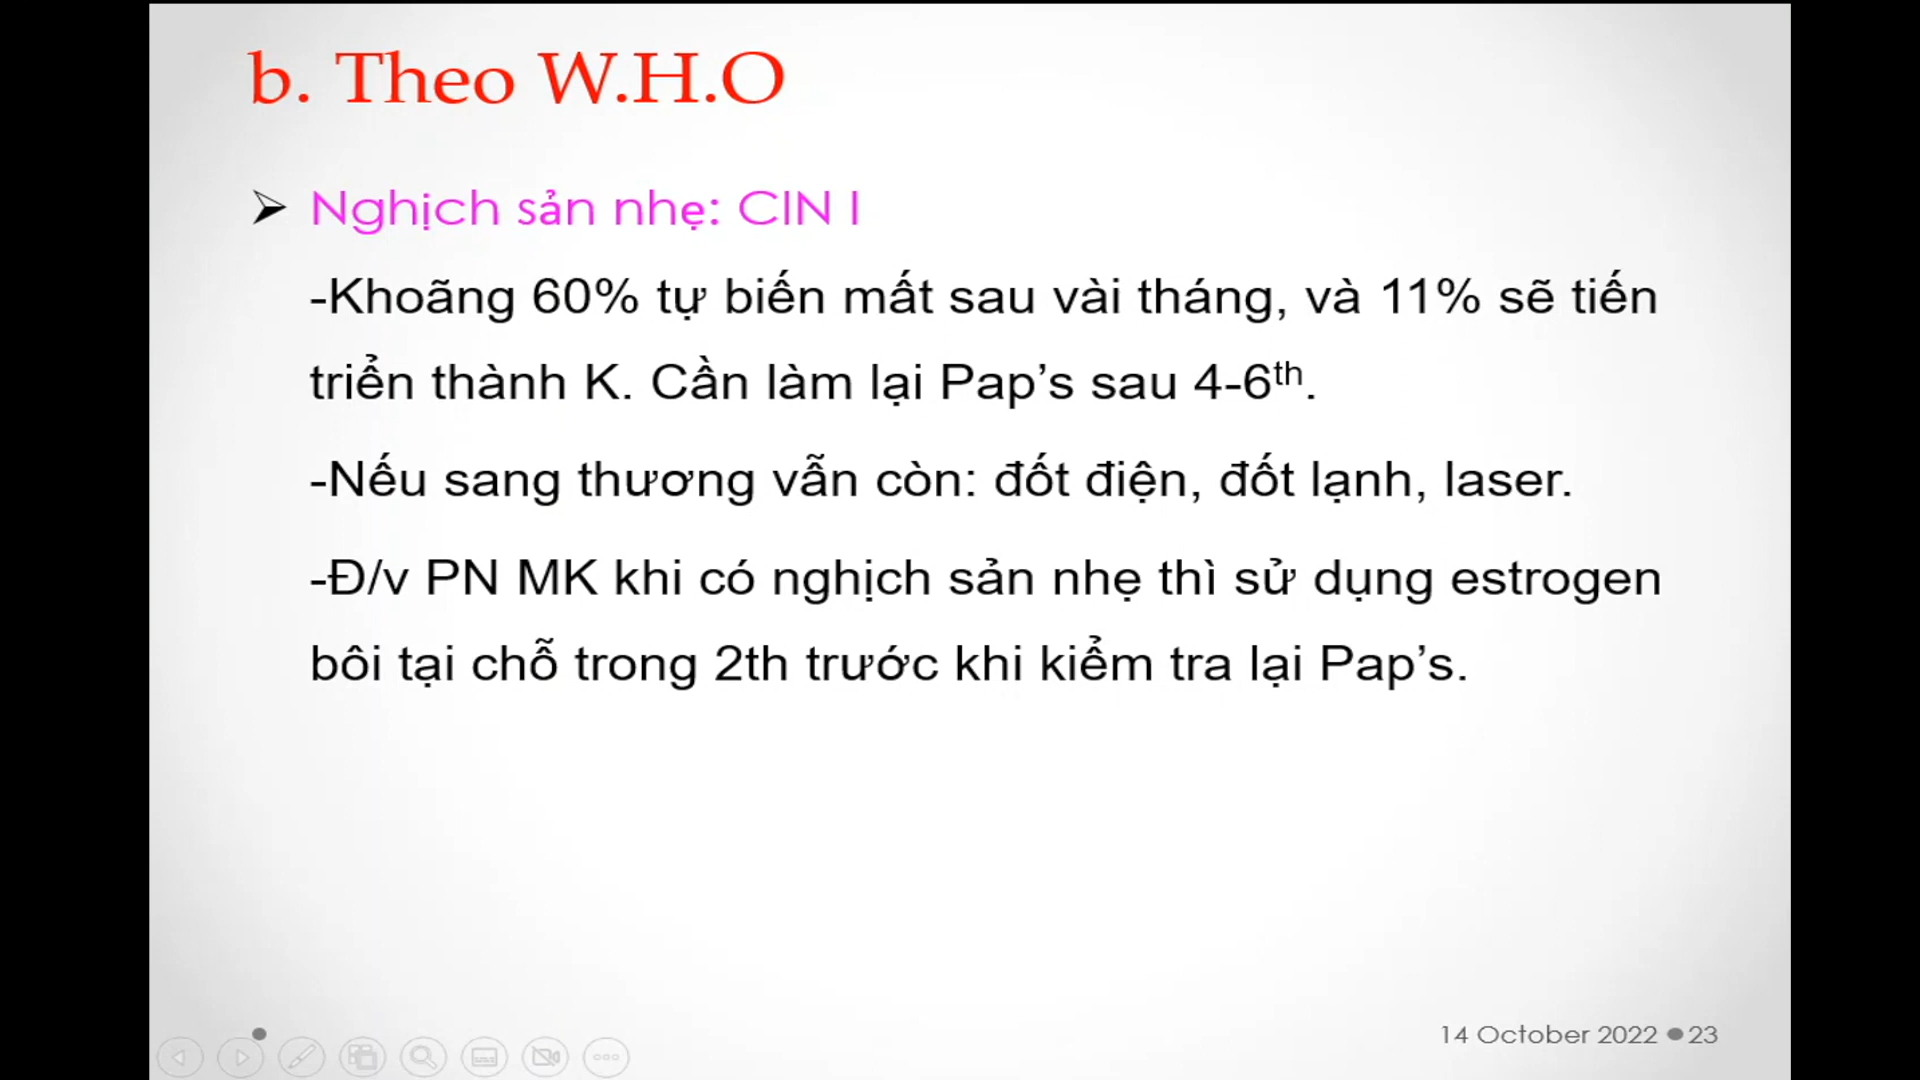 b. Theo W.H.O
➢ Nghịch sản nhẹ: CIN I
-Khoãng 60% tự biến mất sau vài tháng, và 11% sẽ tiến
triển thành K. Cần làm lại Pap’s sau 4-6th.
-Nếu sang thương vẫn còn: đốt điện, đốt lạnh, laser.
-Đ/v PN MK khi có nghịch sản nhẹ thì sử dụng estrogen
bôi tại chỗ trong 2th trước khi kiểm tra lại Pap’s.
14 October 2022 ● 23